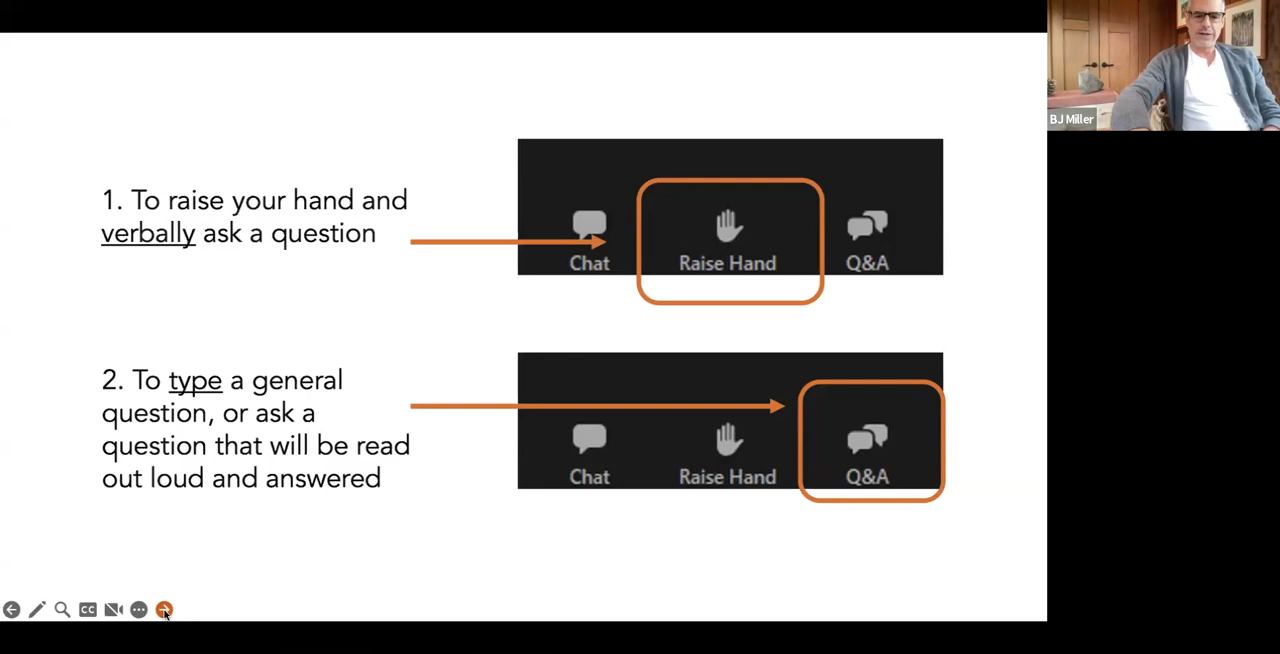 BJ Miller
1. To raise your hand and
verbally ask a question
Chat
Raise Hand
Q&A
2. To type a general
question, or ask a
question that will be read
out loud and answered
Chat
Raise Hand
Q&A
CC